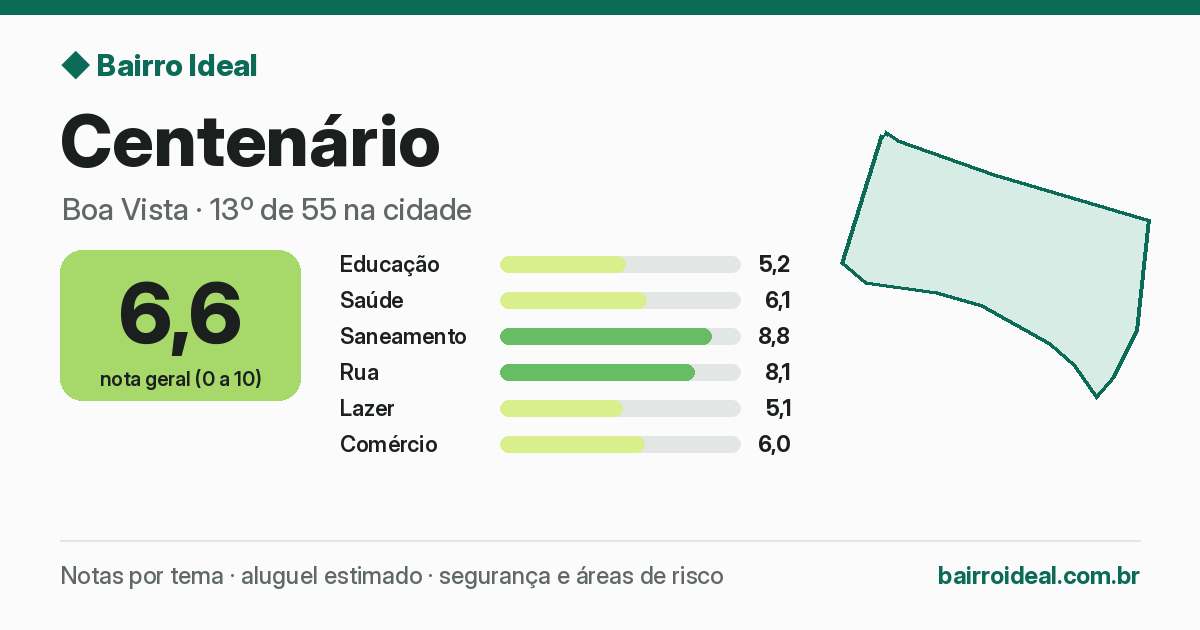 Bairro Ideal
Centenário
Boa Vista · 13º de 55 na cidade
6,6
nota geral (0 a 10)
Educação 5,2
Saúde 6,1
Saneamento 8,8
Rua 8,1
Lazer 5,1
Comércio 6,0
Notas por tema · aluguel estimado · segurança e áreas de risco
bairroideal.com.br